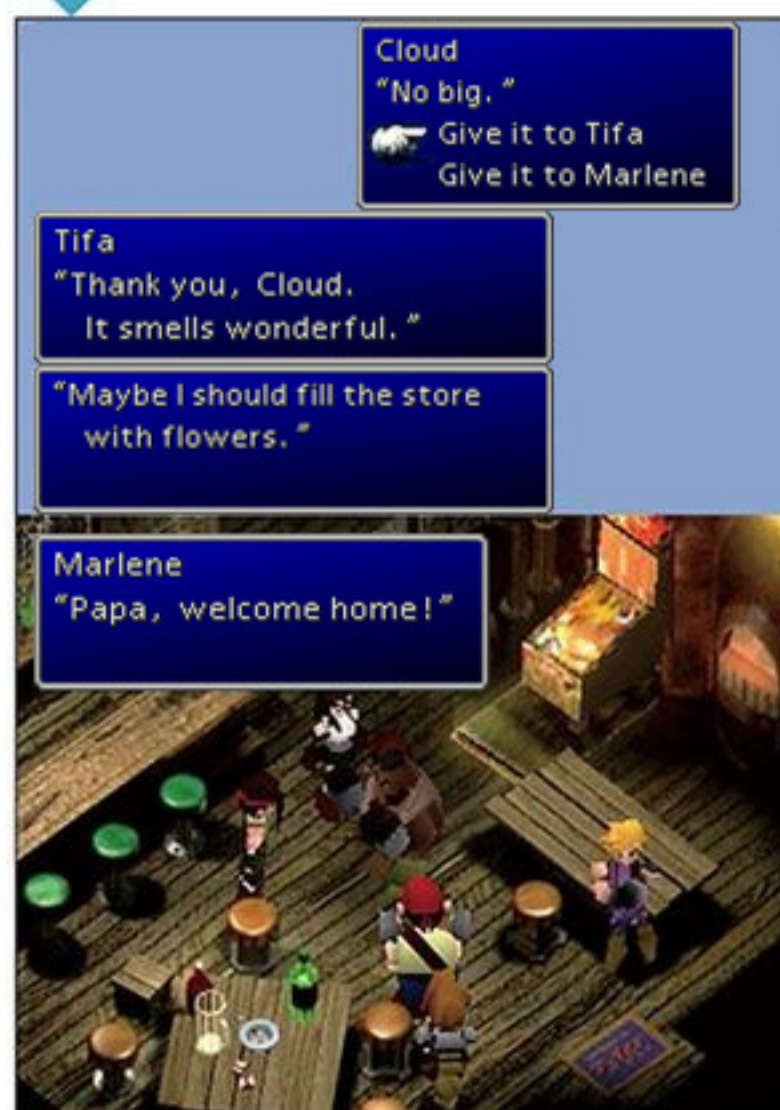 Cloud
“No big.”
Give it to Tifa
Give it to Marlene
Tifa
“Thank you, Cloud.
It smells wonderful.”
“Maybe I should fill the store
with flowers.”
Marlene
“Papa, welcome home!”